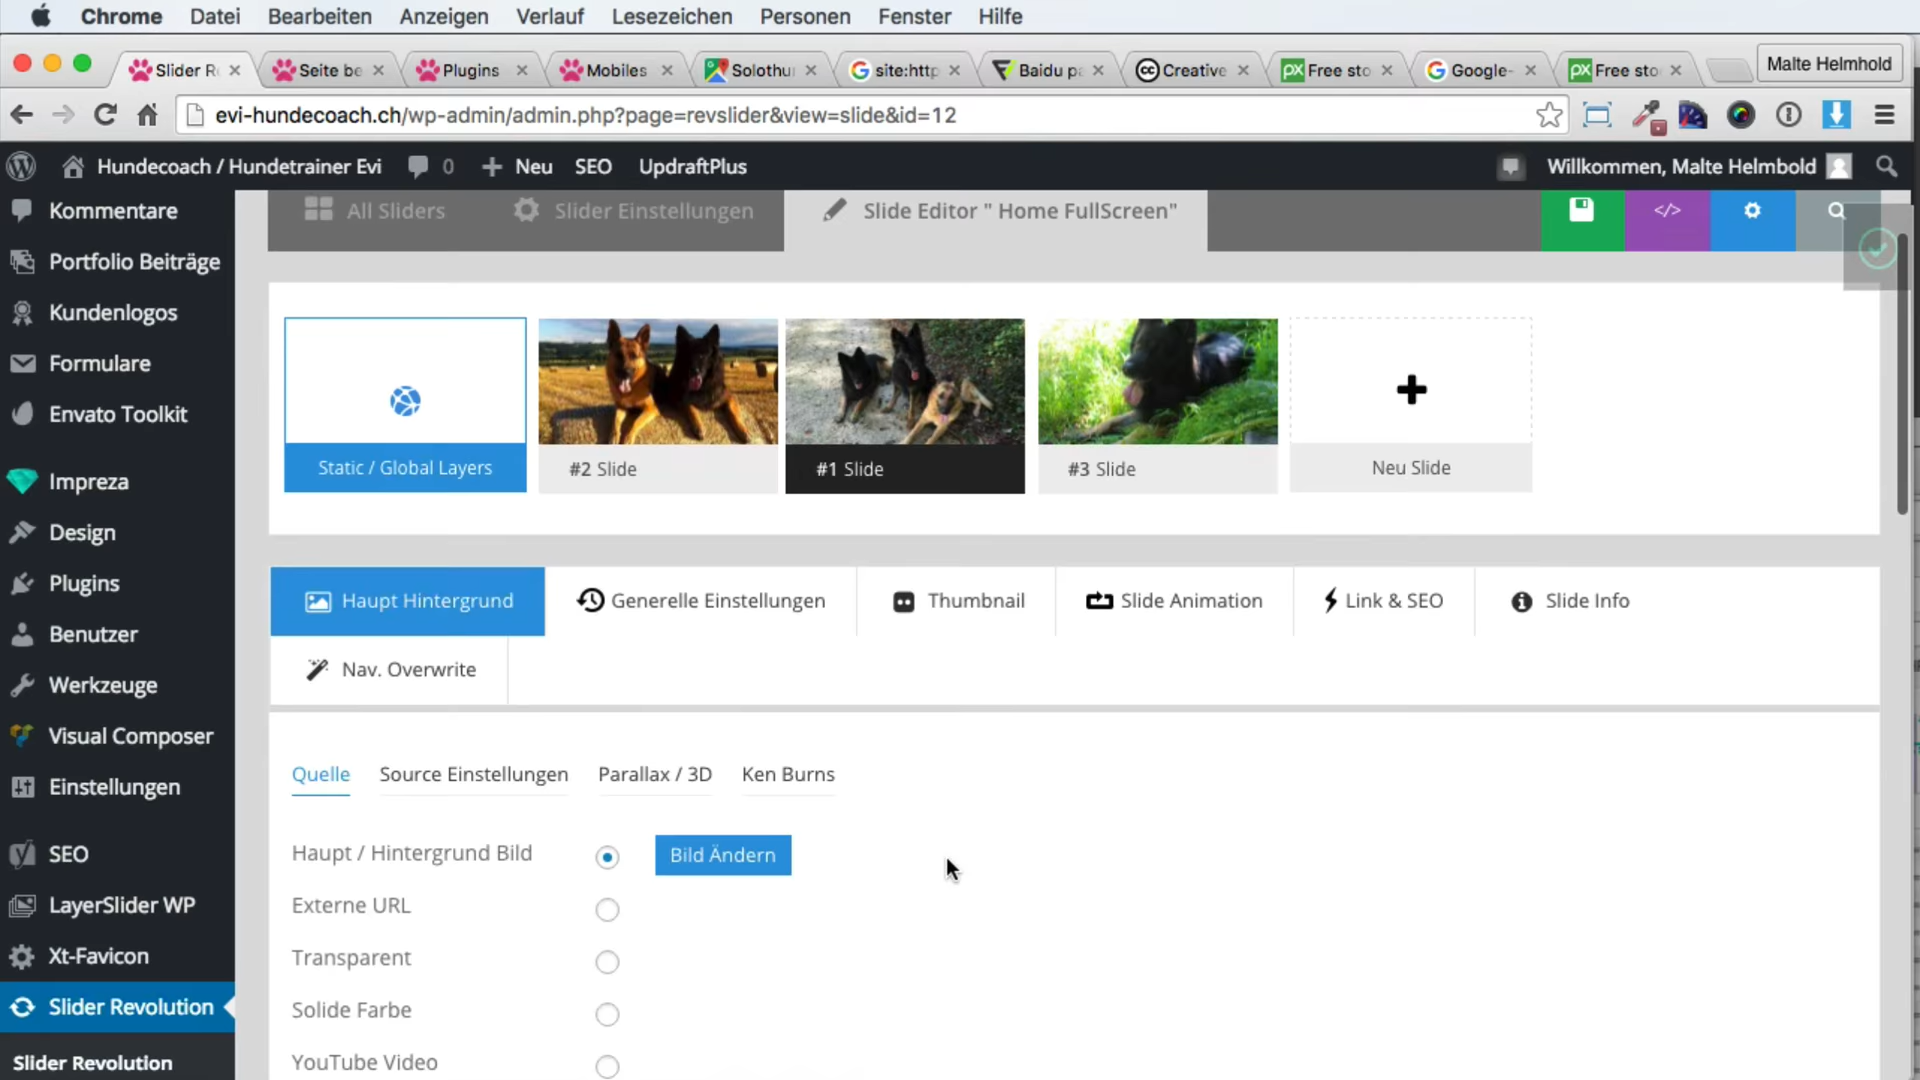 Chrome Datei Bearbeiten Anzeigen Verlauf Lesezeichen Personen Fenster Hilfe
Slider R Seite be Plugins Mobiles Solothu site:http Baidu pa Creative Free sto Google- Free sto Malte Helmhold
evi-hundecoach.ch/wp-admin/admin.php?page=revslider&view=slide&id=12
Hundecoach / Hundetrainer Evi 0 Neu SEO UpdraftPlus Willkommen, Malte Helmbold
Kommentare
Portfolio Beiträge
Kundenlogos
Formulare
Envato Toolkit
Impreza
Design
Plugins
Benutzer
Werkzeuge
Visual Composer
Einstellungen
SEO
LayerSlider WP
Xt-Favicon
Slider Revolution
Slider Revolution
All Sliders Slider Einstellungen Slide Editor " Home FullScreen" </>
Static / Global Layers #2 Slide #1 Slide #3 Slide Neu Slide
Haupt Hintergrund Generelle Einstellungen Thumbnail Slide Animation Link & SEO Slide Info
Nav. Overwrite
Quelle Source Einstellungen Parallax / 3D Ken Burns
Haupt / Hintergrund Bild Bild Ändern
Externe URL
Transparent
Solide Farbe
YouTube Video